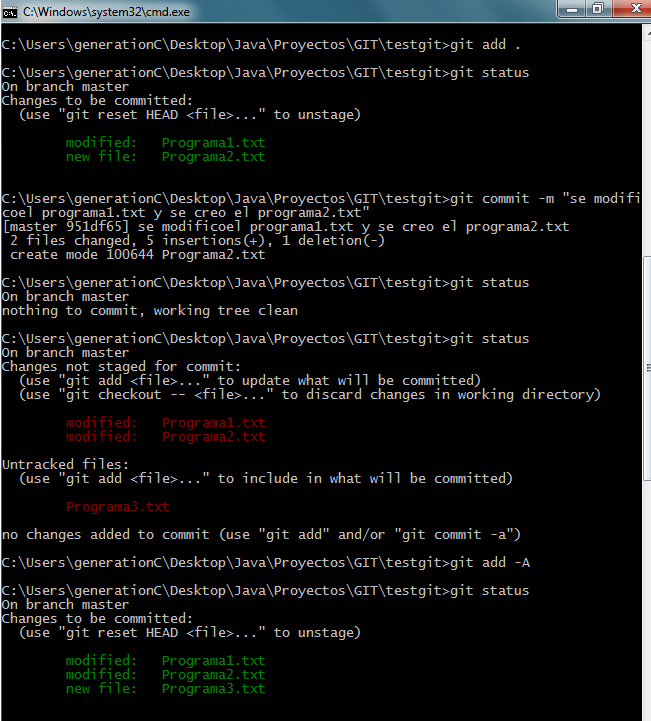 C:\Windows\system32\cmd.exe
C:\Users\generationC\Desktop\Java\Proyectos\GIT\testgit>git add .
C:\Users\generationC\Desktop\Java\Proyectos\GIT\testgit>git status
On branch master
Changes to be committed:
  (use "git reset HEAD <file>..." to unstage)
        modified:   Programa1.txt
        new file:   Programa2.txt
C:\Users\generationC\Desktop\Java\Proyectos\GIT\testgit>git commit -m "se modifi
coel programa1.txt y se creo el programa2.txt"
[master 951df65] se modificoel programa1.txt y se creo el programa2.txt
 2 files changed, 5 insertions(+), 1 deletion(-)
 create mode 100644 Programa2.txt
C:\Users\generationC\Desktop\Java\Proyectos\GIT\testgit>git status
On branch master
nothing to commit, working tree clean
C:\Users\generationC\Desktop\Java\Proyectos\GIT\testgit>git status
On branch master
Changes not staged for commit:
  (use "git add <file>..." to update what will be committed)
  (use "git checkout -- <file>..." to discard changes in working directory)
        modified:   Programa1.txt
        modified:   Programa2.txt
Untracked files:
  (use "git add <file>..." to include in what will be committed)
        Programa3.txt
no changes added to commit (use "git add" and/or "git commit -a")
C:\Users\generationC\Desktop\Java\Proyectos\GIT\testgit>git add -A
C:\Users\generationC\Desktop\Java\Proyectos\GIT\testgit>git status
On branch master
Changes to be committed:
  (use "git reset HEAD <file>..." to unstage)
        modified:   Programa1.txt
        modified:   Programa2.txt
        new file:   Programa3.txt